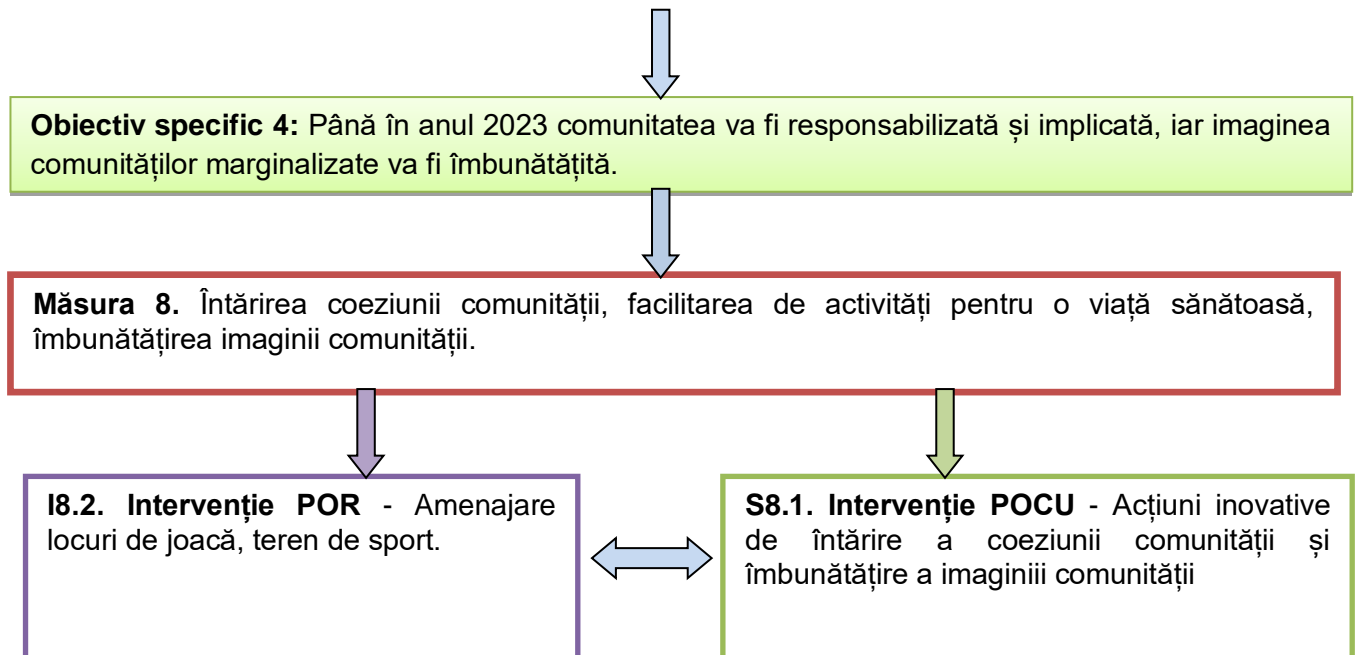 Obiectiv specific 4: Până în anul 2023 comunitatea va fi responsabilizată și implicată, iar imaginea
comunităților marginalizate va fi îmbunătățită.
Măsura 8. Întărirea coeziunii comunității, facilitarea de activități pentru o viață sănătoasă,
îmbunătățirea imaginii comunității.
I8.2. Intervenție POR - Amenajare
locuri de joacă, teren de sport.
S8.1. Intervenție POCU - Acțiuni inovative
de întărire a coeziunii comunității și
îmbunătățire a imaginiii comunității